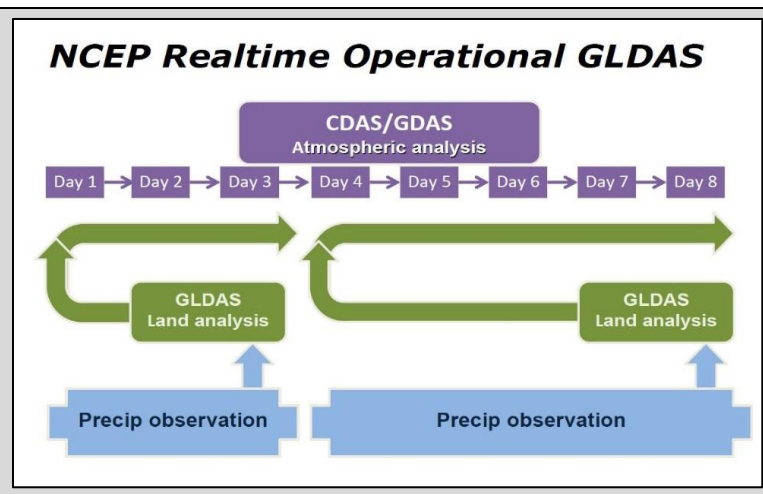 NCEP Realtime Operational GLDAS
CDAS/GDAS
Atmospheric analysis
Day 1 Day 2 Day 3 Day 4 Day 5 Day 6 Day 7 Day 8
GLDAS
Land analysis
GLDAS
Land analysis
Precip observation
Precip observation